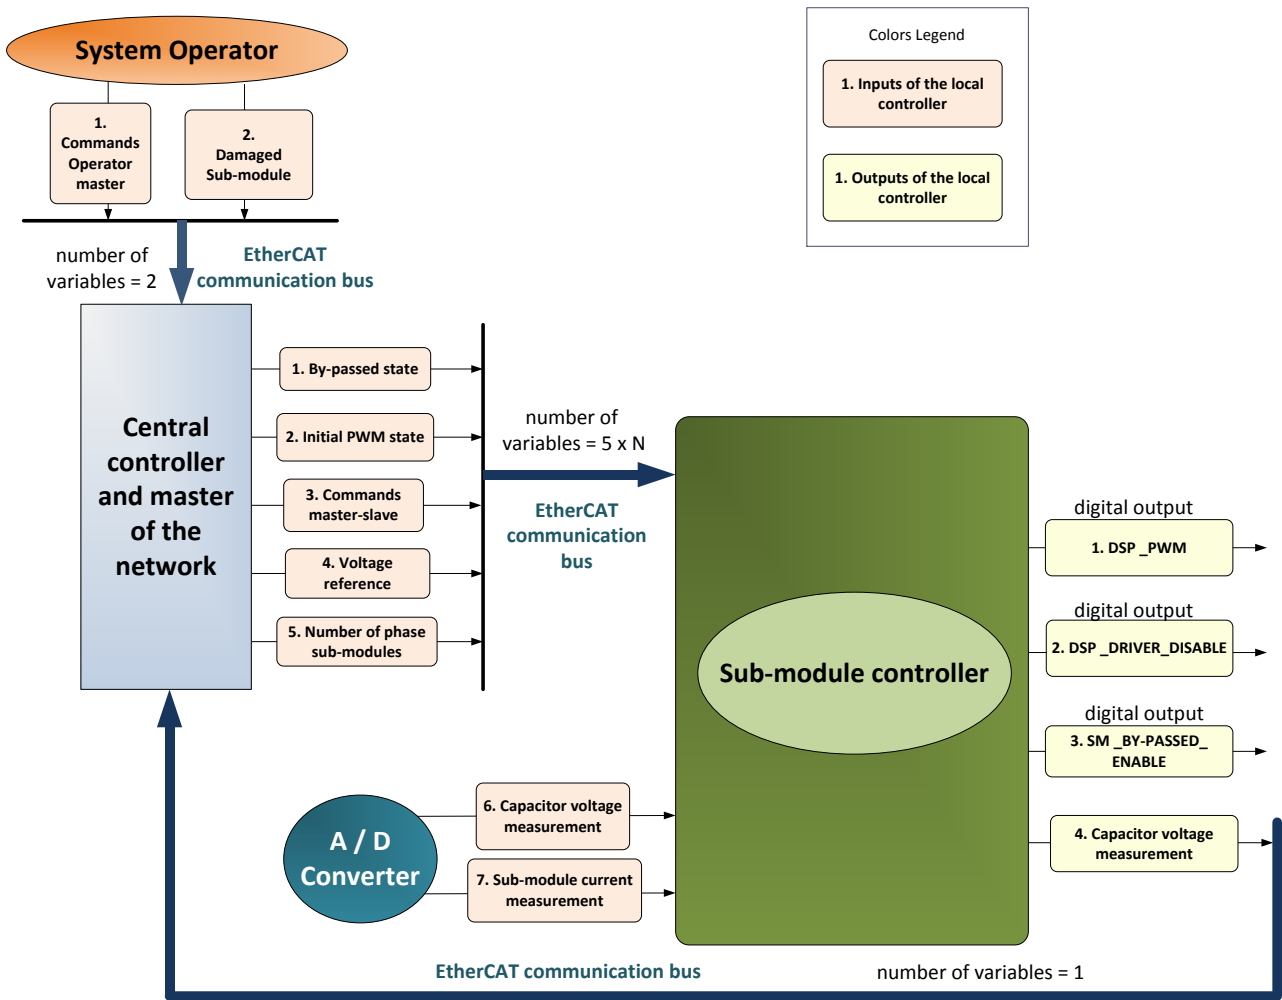 System Operator
1.
Commands
Operator
master
2.
Damaged
Sub-module
number of
variables = 2
EtherCAT
communication bus
Colors Legend
1. Inputs of the local
controller
1. Outputs of the local
controller
Central
controller
and master
of the
network
1. By-passed state
2. Initial PWM state
3. Commands
master-slave
4. Voltage
reference
5. Number of phase
sub-modules
number of
variables = 5 x N
EtherCAT
communication
bus
Sub-module controller
digital output
1. DSP _PWM
digital output
2. DSP _DRIVER_DISABLE
digital output
3. SM _BY-PASSED_
ENABLE
4. Capacitor voltage
measurement
A / D
Converter
6. Capacitor voltage
measurement
7. Sub-module current
measurement
EtherCAT communication bus
number of variables = 1